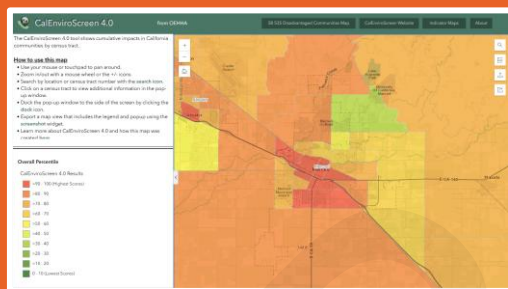 CalEnviroScreen 4.0
from OEHHA
SB 535 Disadvantaged Communities Map
CalEnviroScreen Website
Indicator Maps
About
The CalEnviroScreen 4.0 tool shows cumulative impacts in California
communities by census tract.
How to use this map
• Use your mouse or touchpad to pan around.
• Zoom in/out with a mouse wheel or the +/- icons.
• Search by location or census tract number with the search icon.
• Click on a census tract to view additional information in the pop-
up window.
• Dock the pop-up window to the side of the screen by clicking the
dock icon.
• Export a map view that includes the legend and popup using the
screenshot widget.
• Learn more about CalEnviroScreen 4.0 and how this map was
created here.
Overall Percentile
CalEnviroScreen 4.0 Results
>90 - 100 (Highest Scores)
>80 - 90
>70 - 80
>60 - 70
>50 - 60
>40 - 50
>30 - 40
>20 - 30
>10 - 20
0 - 10 (Lowest Scores)